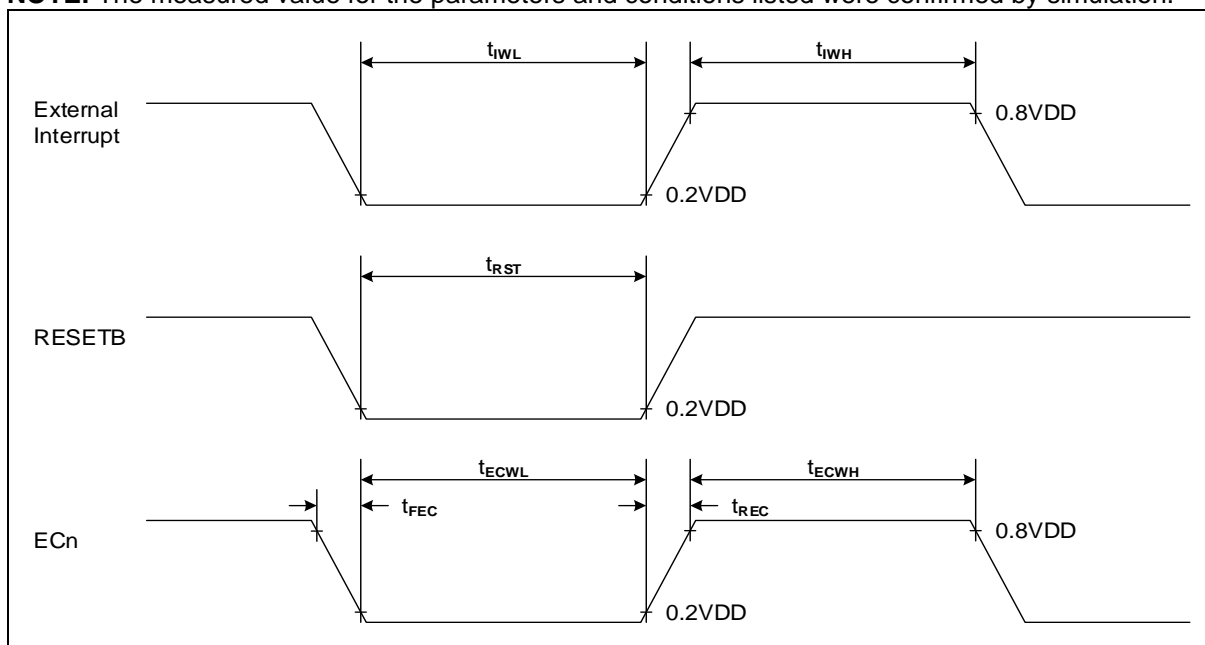 NOTE: The measured value for the parameters and conditions listed were confirmed by simulation.
tIWL tIWH
External
Interrupt
0.8VDD
0.2VDD
tRST
RESETB
0.2VDD
tECWL tECWH
tFEC tREC
ECn
0.8VDD
0.2VDD